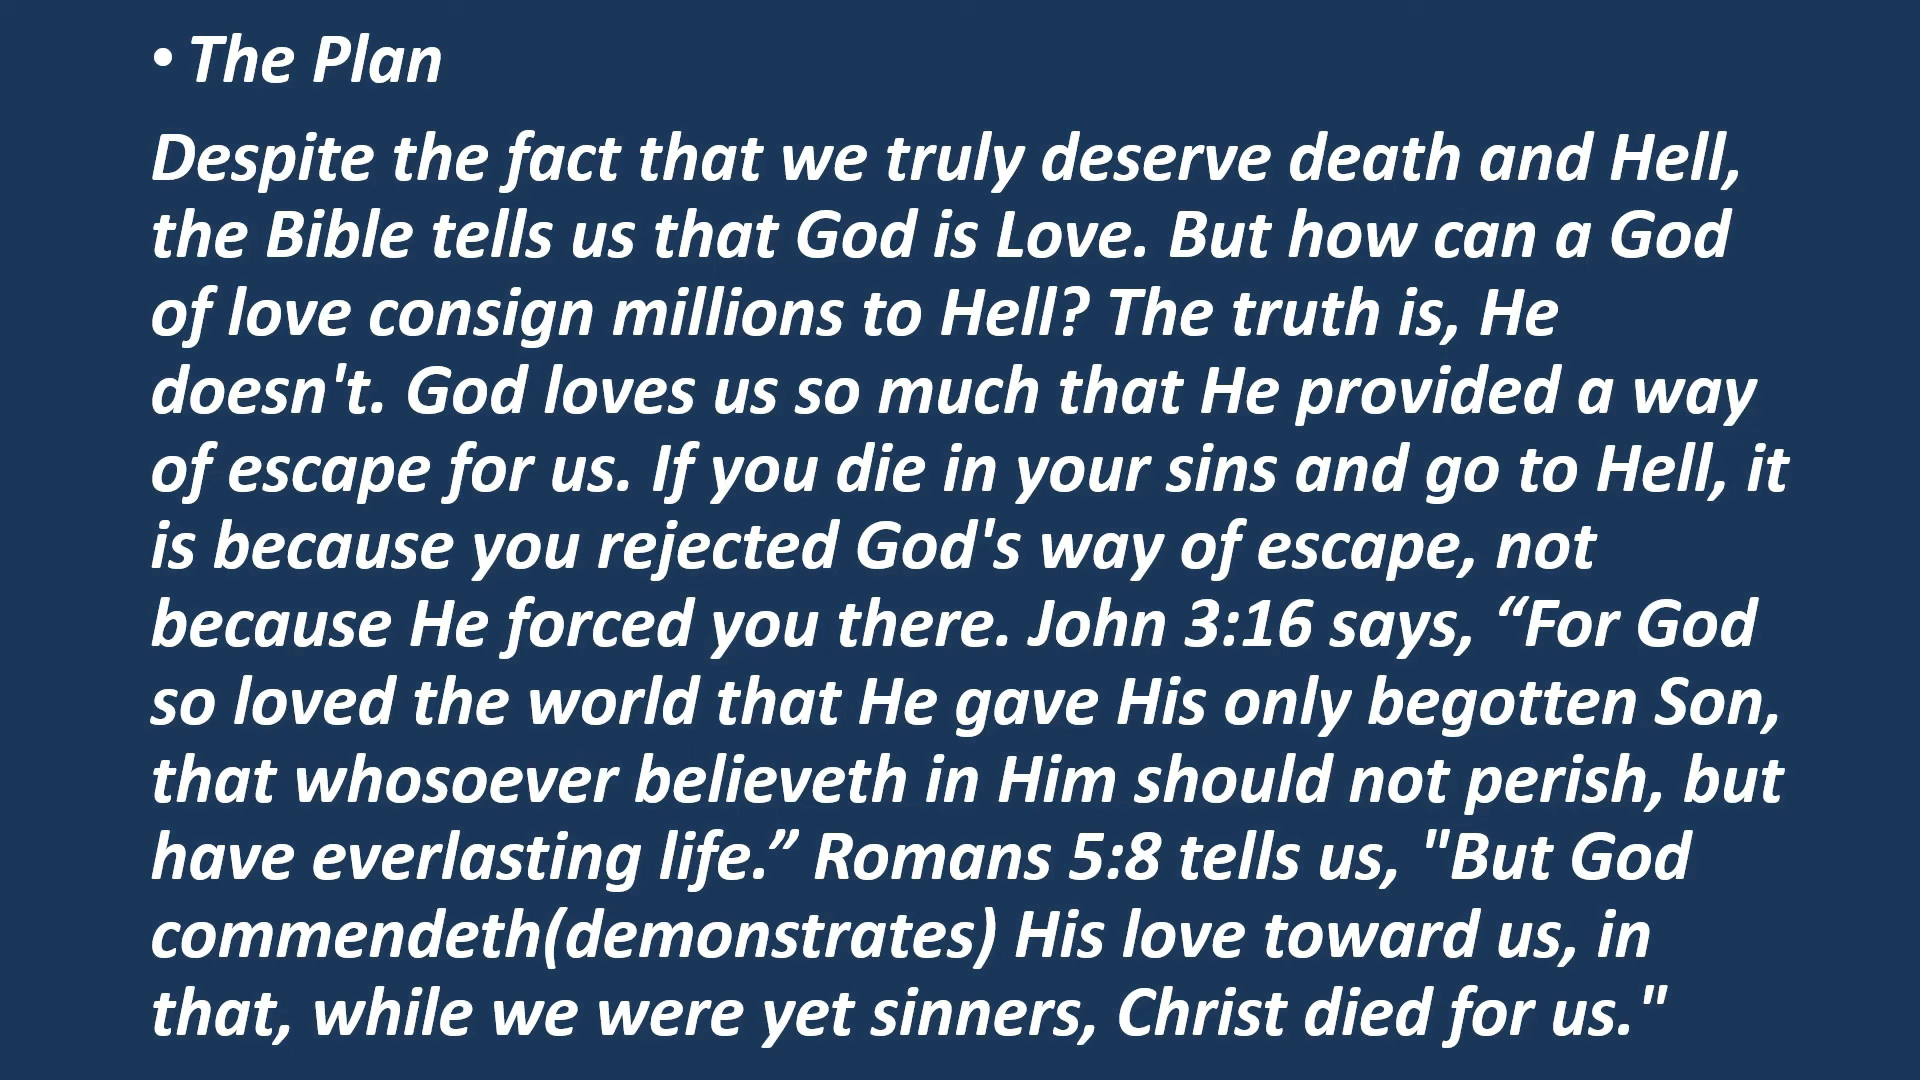 • The Plan
Despite the fact that we truly deserve death and Hell,
the Bible tells us that God is Love. But how can a God
of love consign millions to Hell? The truth is, He
doesn't. God loves us so much that He provided a way
of escape for us. If you die in your sins and go to Hell, it
is because you rejected God's way of escape, not
because He forced you there. John 3:16 says, “For God
so loved the world that He gave His only begotten Son,
that whosoever believeth in Him should not perish, but
have everlasting life.” Romans 5:8 tells us, "But God
commendeth(demonstrates) His love toward us, in
that, while we were yet sinners, Christ died for us."